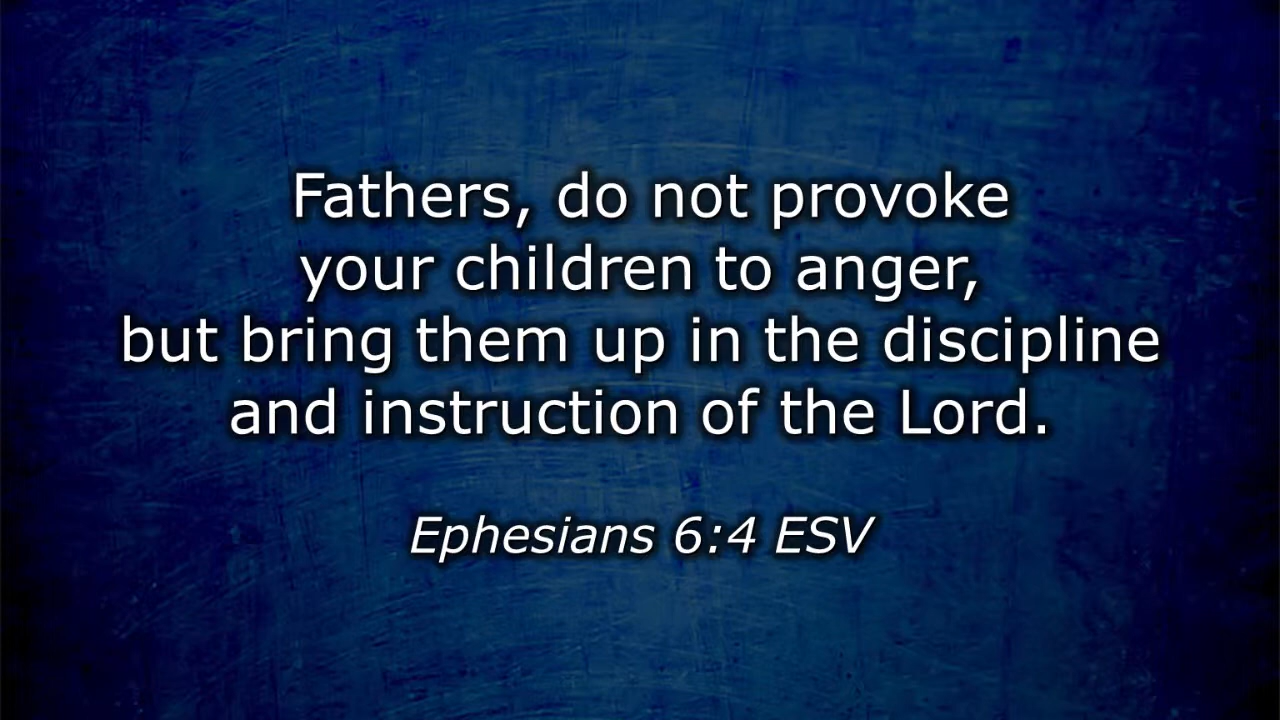 Fathers, do not provoke
your children to anger,
but bring them up in the discipline
and instruction of the Lord.
Ephesians 6:4 ESV